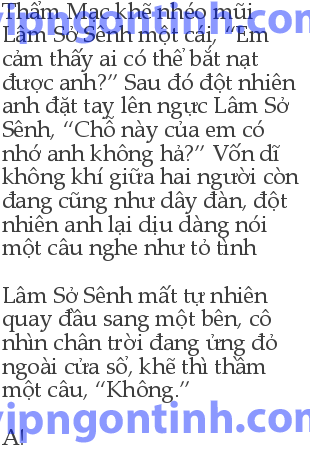 Thẩm Mạc khẽ nhéo mũi
Lâm Sở Sênh một cái, “Em
cảm thấy ai có thể bắt nạt
được anh?” Sau đó đột nhiên
anh đặt tay lên ngực Lâm Sở
Sênh, “Chỗ này của em có
nhớ anh không hả?” Vốn dĩ
không khí giữa hai người còn
đang cũng như dây đàn, đột
nhiên anh lại dịu dàng nói
một câu nghe như tỏ tình
Lâm Sở Sênh mất tự nhiên
quay đầu sang một bên, cô
nhìn chân trời đang ửng đỏ
ngoài cửa sổ, khẽ thì thầm
một câu, “Không.”
vipngontinh.com
A!